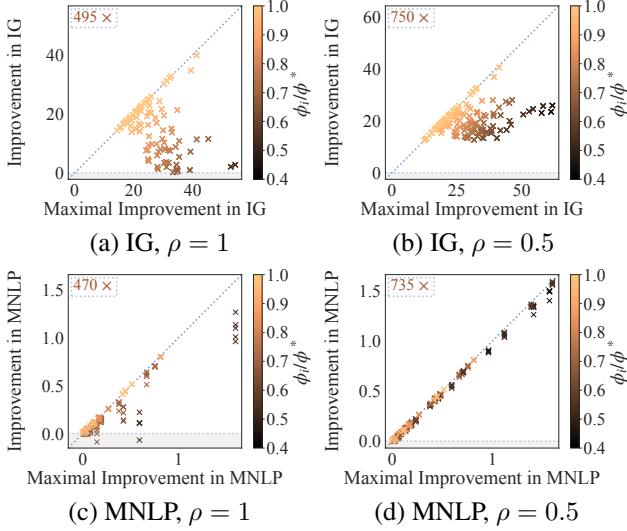 495 ×
Improvement in IG
40
20
0
0 20 40
Maximal Improvement in IG
1.0
0.9
0.8
0.7
0.6
0.5
0.4
ϕi/ϕ*
(a) IG, ρ = 1
750 ×
Improvement in IG
60
40
20
0
0 25 50
Maximal Improvement in IG
1.0
0.9
0.8
0.7
0.6
0.5
0.4
ϕi/ϕ*
(b) IG, ρ = 0.5
470 ×
Improvement in MNLP
1.5
1.0
0.5
0.0
0 1
Maximal Improvement in MNLP
1.0
0.9
0.8
0.7
0.6
0.5
0.4
ϕi/ϕ*
(c) MNLP, ρ = 1
735 ×
Improvement in MNLP
1.5
1.0
0.5
0.0
0 1
Maximal Improvement in MNLP
1.0
0.9
0.8
0.7
0.6
0.5
0.4
ϕi/ϕ*
(d) MNLP, ρ = 0.5